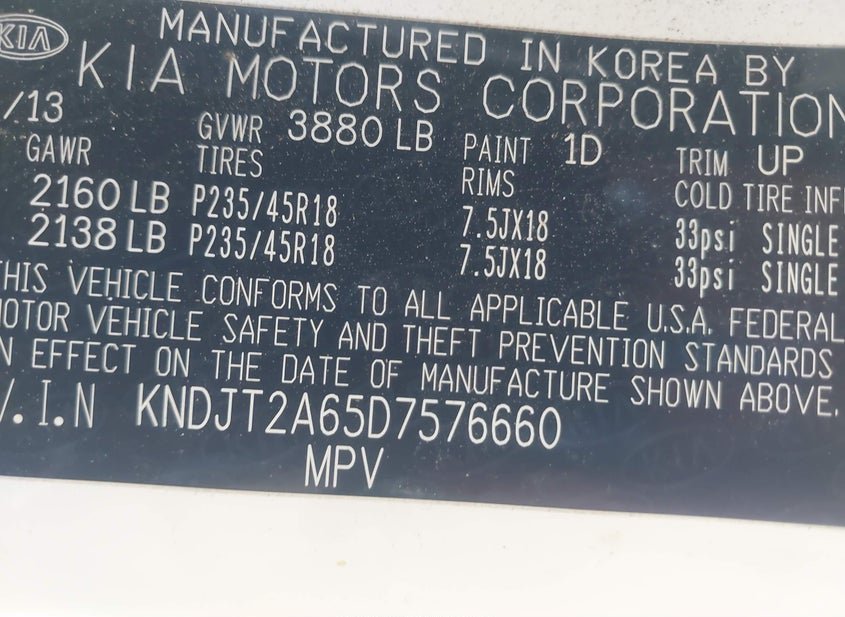 KIA
MANUFACTURED IN KOREA BY
KIA MOTORS CORPORATION
/13 GVWR 3880 LB PAINT 1D TRIM UP
GAWR TIRES RIMS COLD TIRE INF
2160 LB P235/45R18 7.5JX18 33psi SINGLE
2138 LB P235/45R18 7.5JX18 33psi SINGLE
THIS VEHICLE CONFORMS TO ALL APPLICABLE U.S.A. FEDERAL
MOTOR VEHICLE SAFETY AND THEFT PREVENTION STANDARDS
IN EFFECT ON THE DATE OF MANUFACTURE SHOWN ABOVE.
V.I.N KNDJT2A65D7576660
MPV